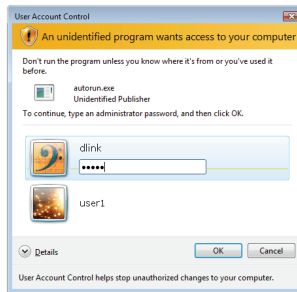 User Account Control
An unidentified program wants access to your computer
Don't run the program unless you know where it's from or you've used it
before.
autorun.exe
Unidentified Publisher
To continue, type an administrator password, and then click OK.
dlink
•••••
user1
Details
OK
Cancel
User Account Control helps stop unauthorized changes to your computer.